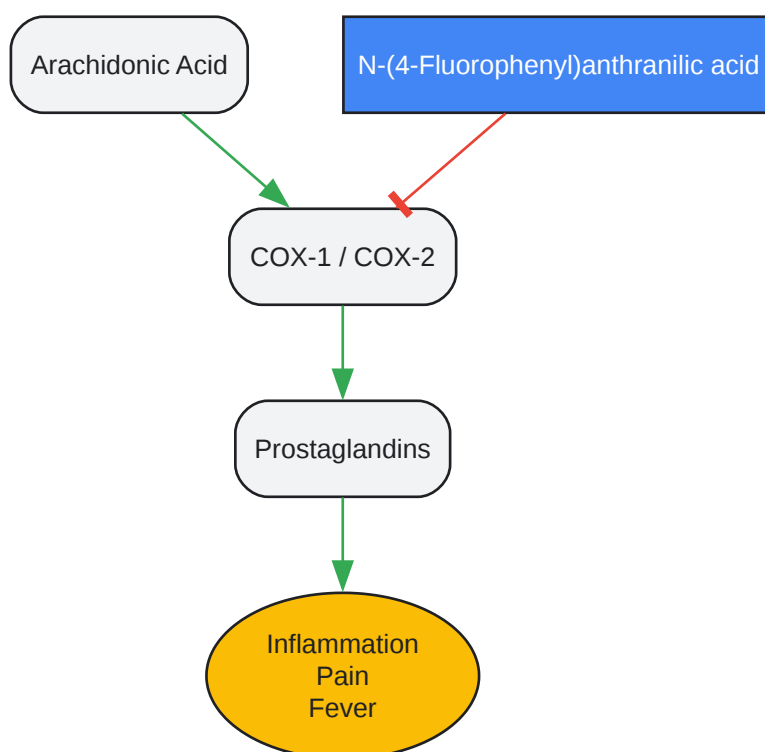 Arachidonic Acid
N-(4-Fluorophenyl)anthranilic acid
COX-1 / COX-2
Prostaglandins
Inflammation
Pain
Fever